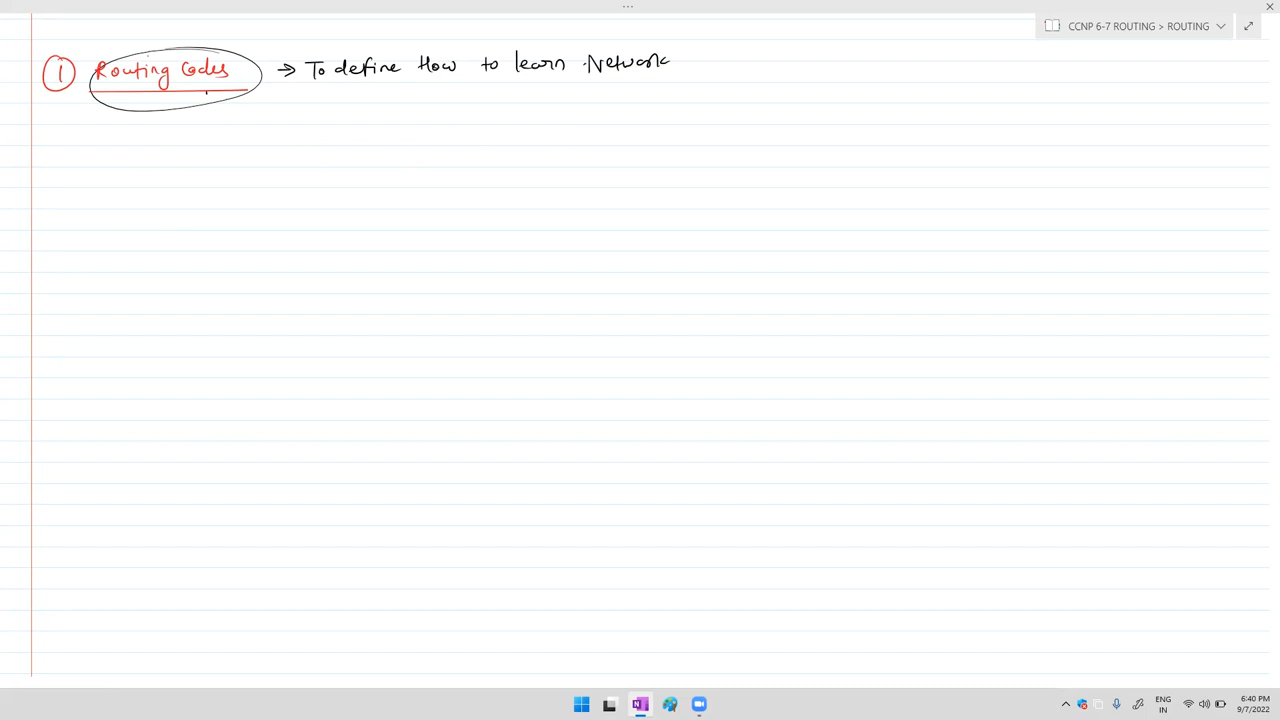 ...
CCNP 6-7 ROUTING > ROUTING
① Routing Codes → To define How to learn Network
ENG
IN
6:40 PM
9/7/2022